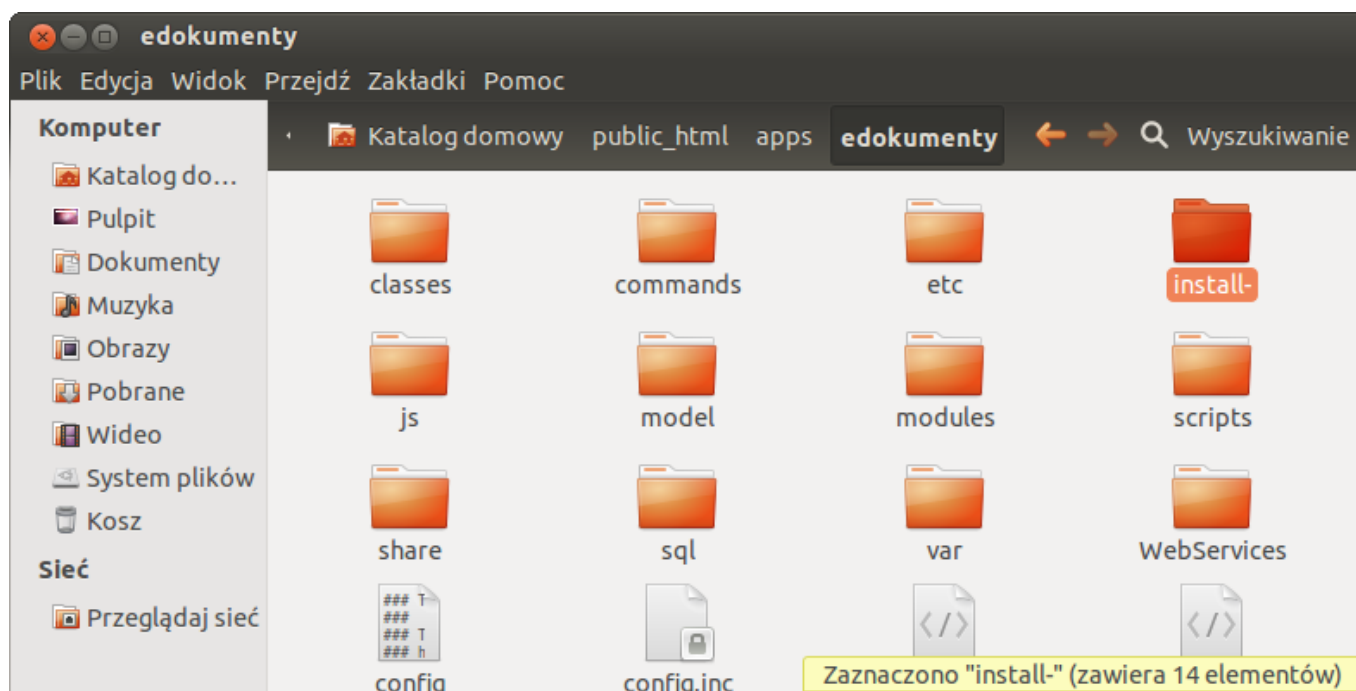 edokumenty
Plik Edycja Widok Przejdź Zakładki Pomoc
Komputer
Katalog do...
Pulpit
Dokumenty
Muzyka
Obrazy
Pobrane
Wideo
System plików
Kosz
Sieć
Przeglądaj sieć
Katalog domowy public_html apps edokumenty Wyszukiwanie
classes commands etc install-
js model modules scripts
share sql var WebServices
### T
###
### T
### h
config config.inc
Zaznaczono "install-" (zawiera 14 elementów)